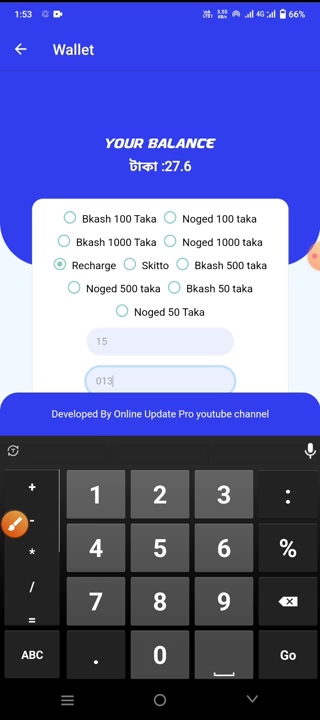 1:53
4G
66%
Wallet
YOUR BALANCE
টাকা :27.6
Bkash 100 Taka Noged 100 taka
Bkash 1000 Taka Noged 1000 taka
Recharge Skitto Bkash 500 taka
Noged 500 taka Bkash 50 taka
Noged 50 Taka
15
013
Developed By Online Update Pro youtube channel
+ 1 2 3 :
- 4 5 6 %
* 7 8 9
/
=
ABC . 0 Go